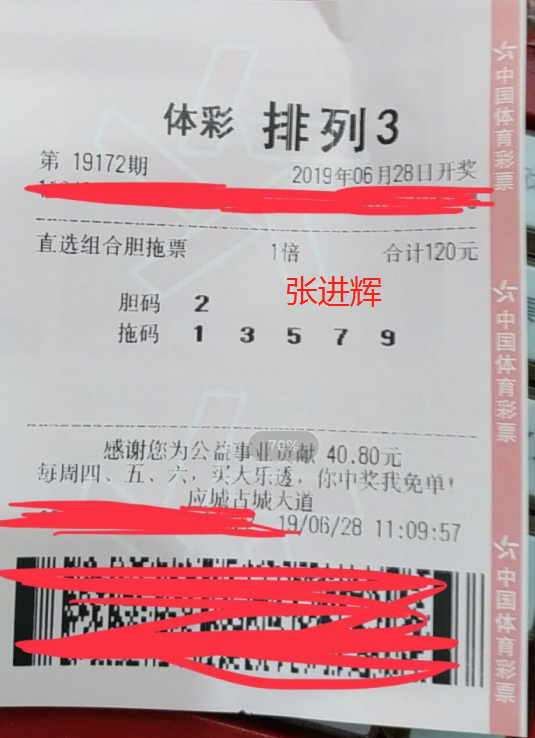 体彩 排列3
第 19172期 2019年06月28日开奖
直选组合胆拖票 1倍 合计120元
张进辉
胆码 2
拖码 1 3 5 7 9
感谢您为公益事业贡献 40.80元
70%
每周四、五、六，买大乐透，你中奖我免单!
应城古城大道
19/06/28 11:09:57
中国体育彩票
中国体育彩票
中国体育彩票